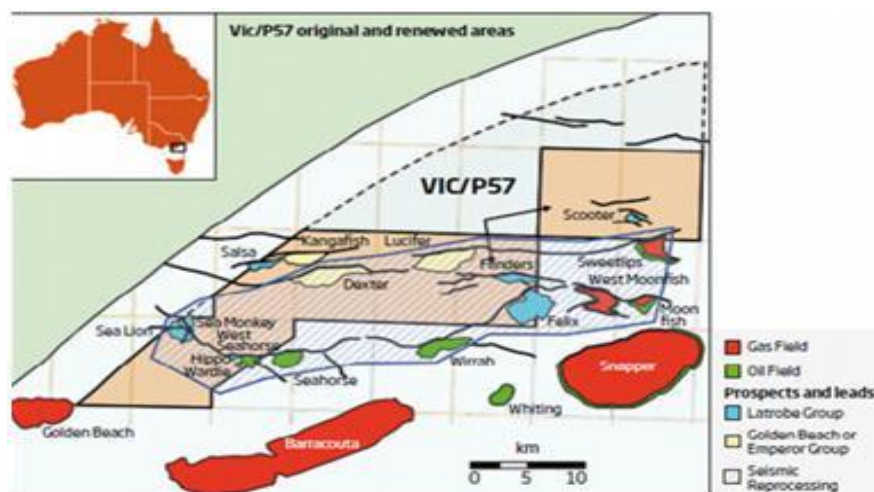 Vic/P57 original and renewed areas
VIC/P57
Scooter
Salsa
Kangafish
Lucifer
Flinders
Sweetlips
West Moonfish
Dexter
Moon
fish
Sea Lion
Sea Monkey
West
Seahorse
Felix
Hippo
Wardie
Wirrah
Seahorse
Snapper
Whiting
Golden Beach
Barracouta
km
0 5 10
Gas Field
Oil Field
Prospects and leads
Latrobe Group
Golden Beach or
Emperor Group
Seismic
Reprocessing